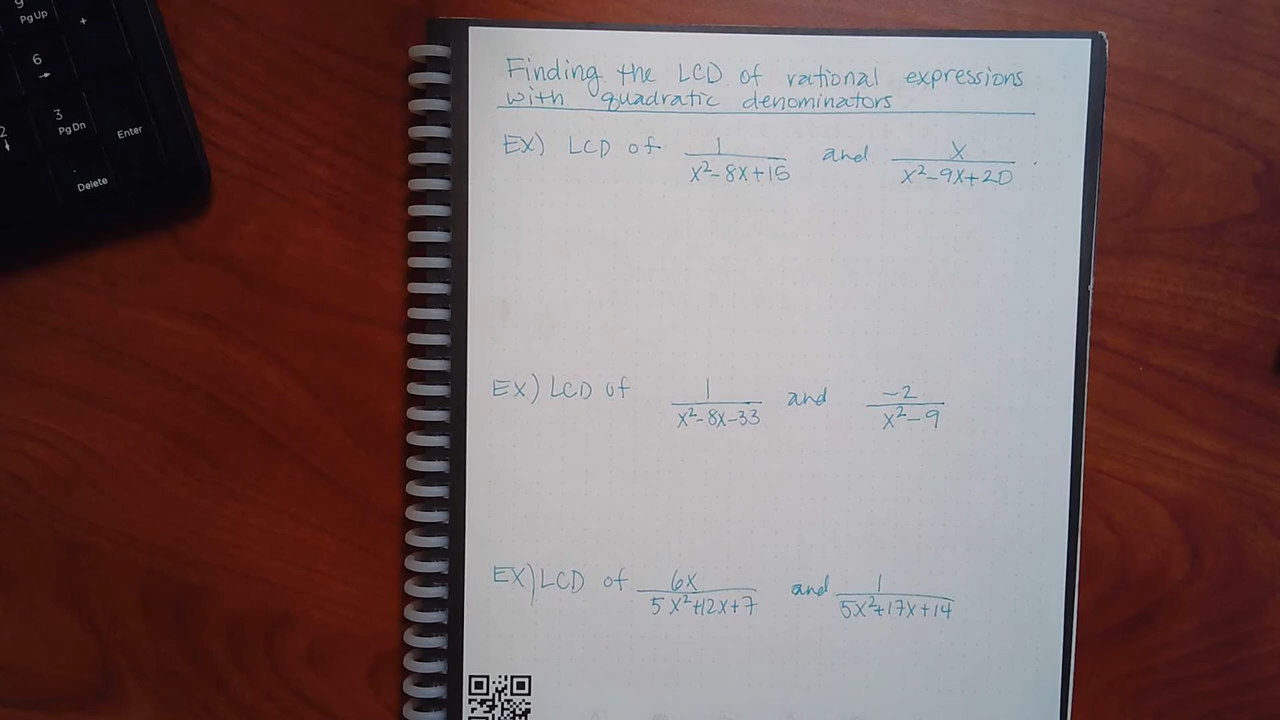 9
PgUp
+
6
→
3
PgDn
2
↓
Enter
.
Delete
Finding the LCD of rational expressions
with quadratic denominators
EX) LCD of 1/(x²-8x+15) and x/(x²-9x+20).
EX) LCD of 1/(x²-8x-33) and -2/(x²-9)
EX) LCD of 6x/(5x²+12x+7) and 1/(5x²+17x+14)